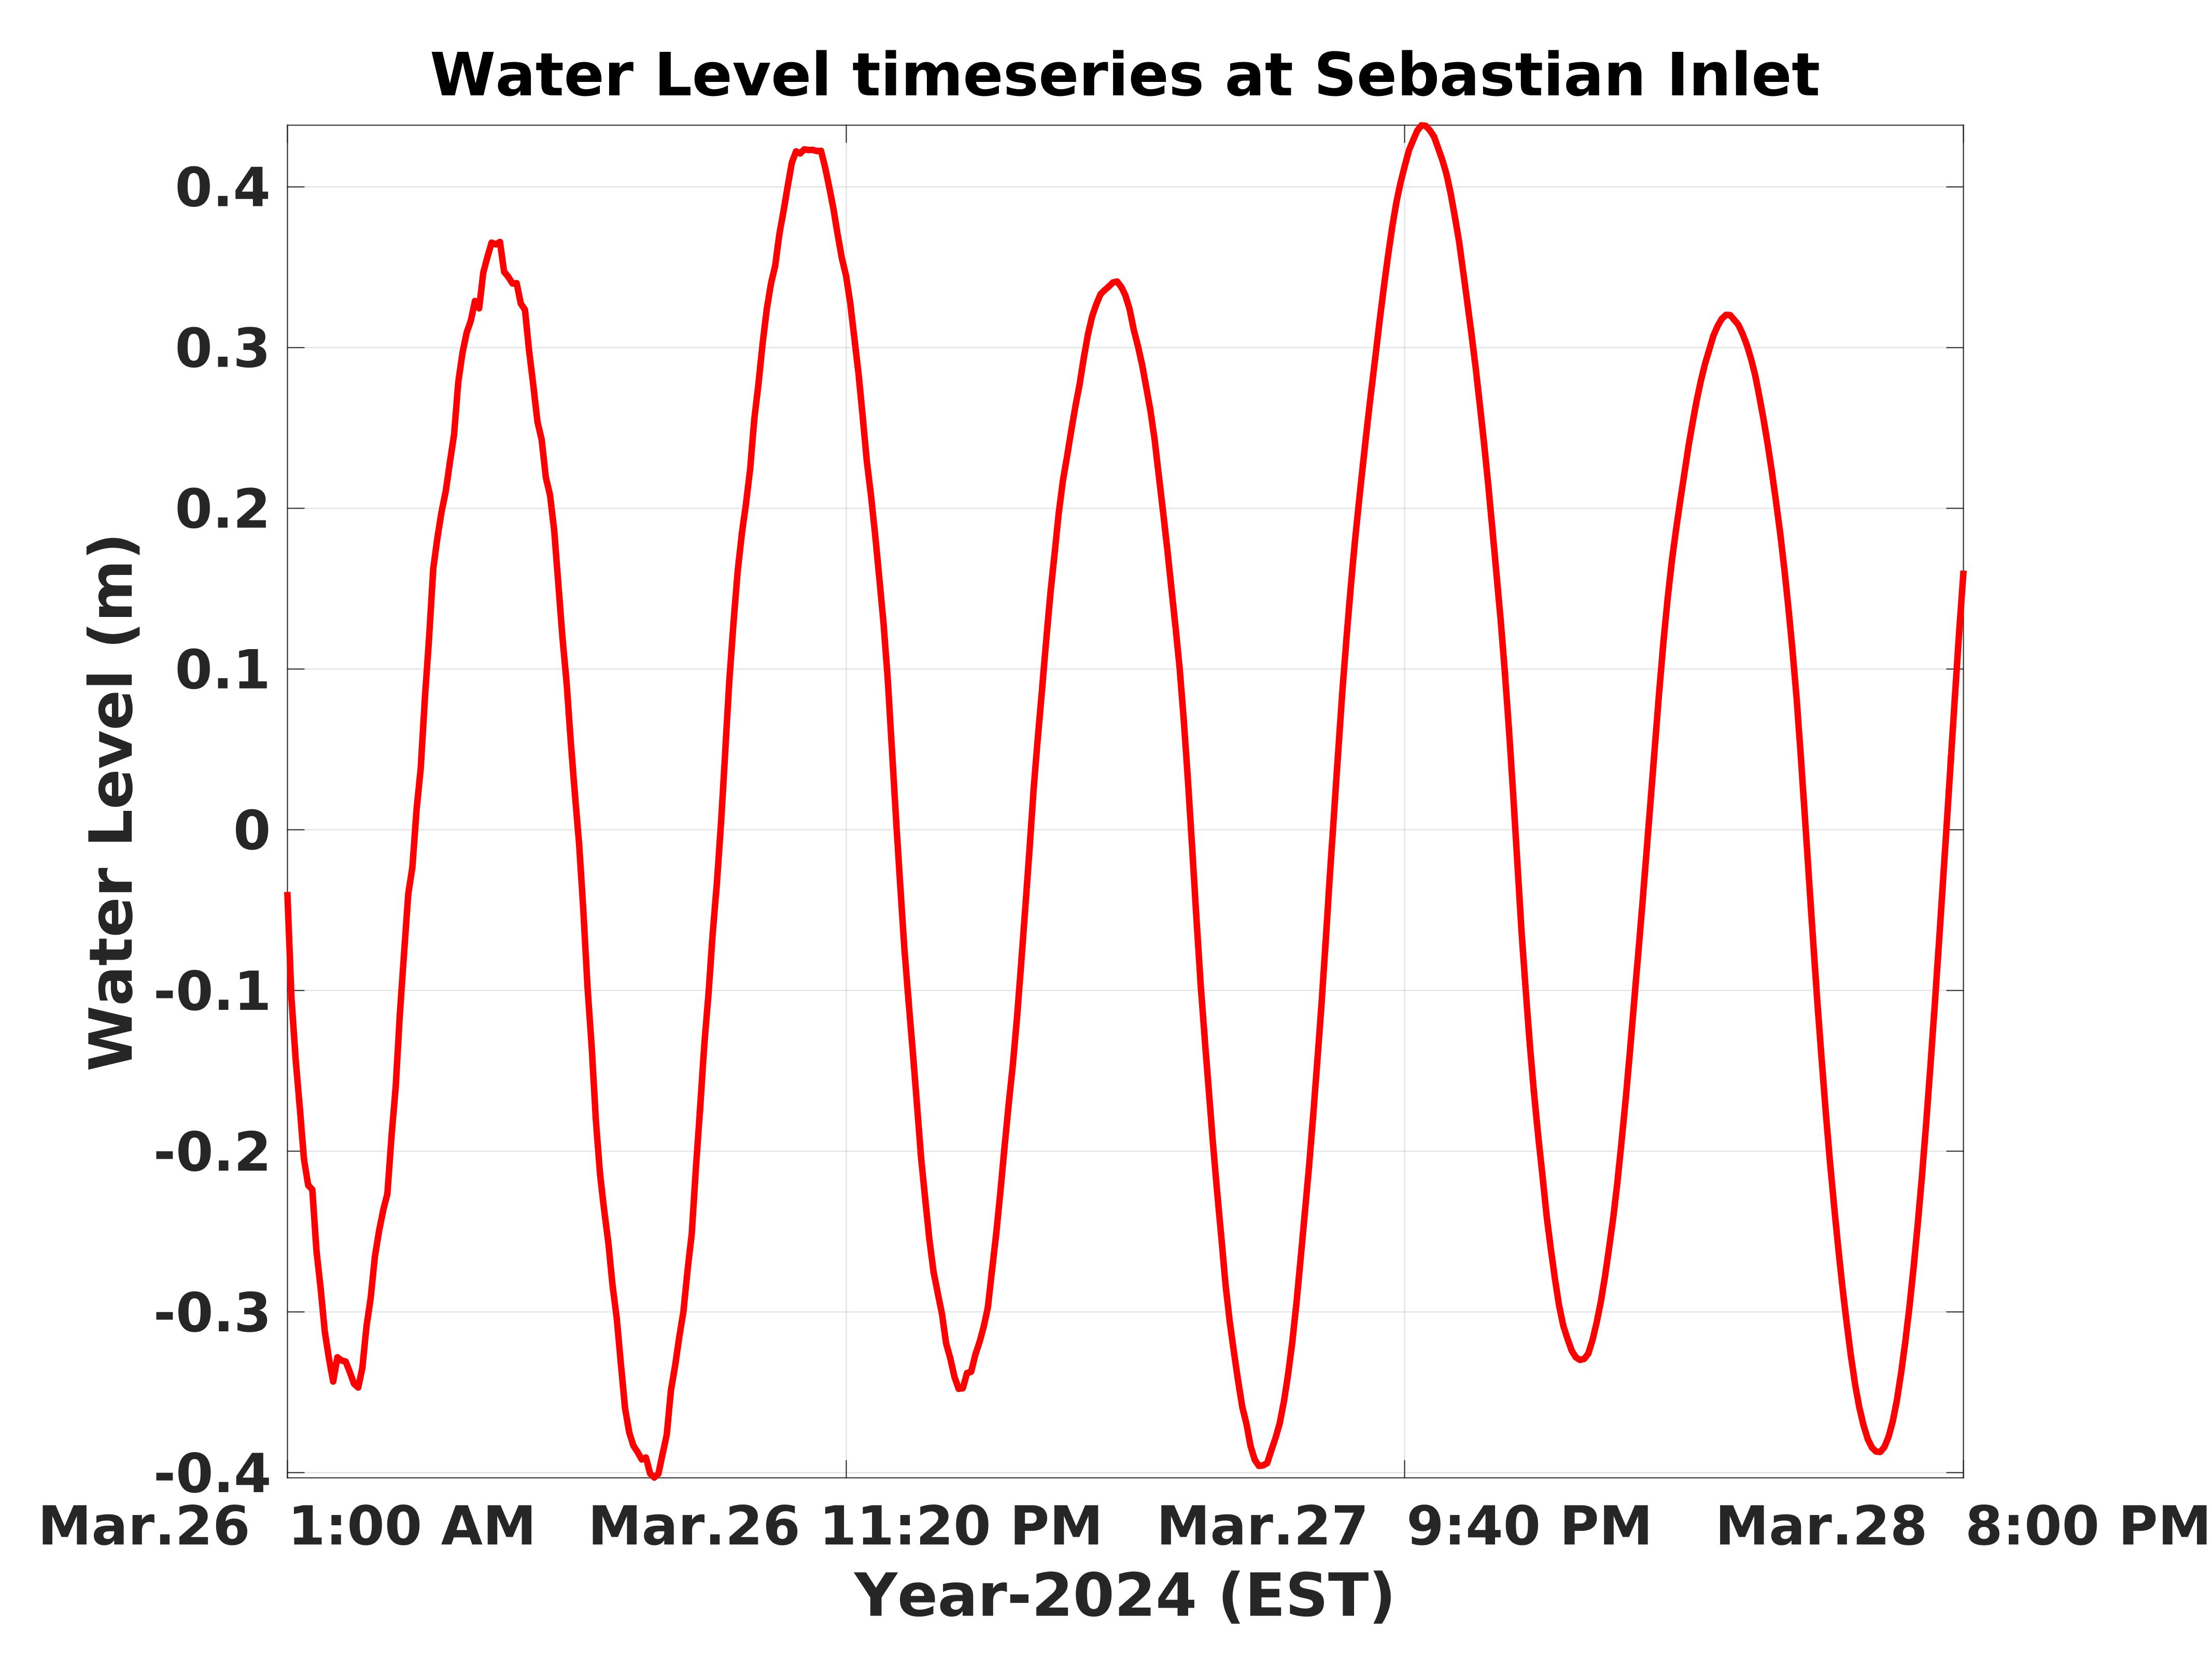 Water Level timeseries at Sebastian Inlet
Water Level (m)
0.4
0.3
0.2
0.1
0
-0.1
-0.2
-0.3
-0.4
Mar.26 1:00 AM Mar.26 11:20 PM Mar.27 9:40 PM Mar.28 8:00 PM
Year-2024 (EST)